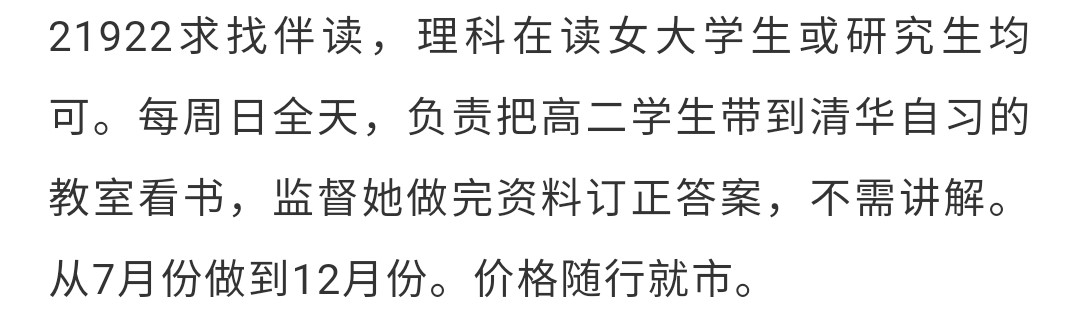 21922求找伴读，理科在读女大学生或研究生均
可。每周日全天，负责把高二学生带到清华自习的
教室看书，监督她做完资料订正答案，不需讲解。
从7月份做到12月份。价格随行就市。